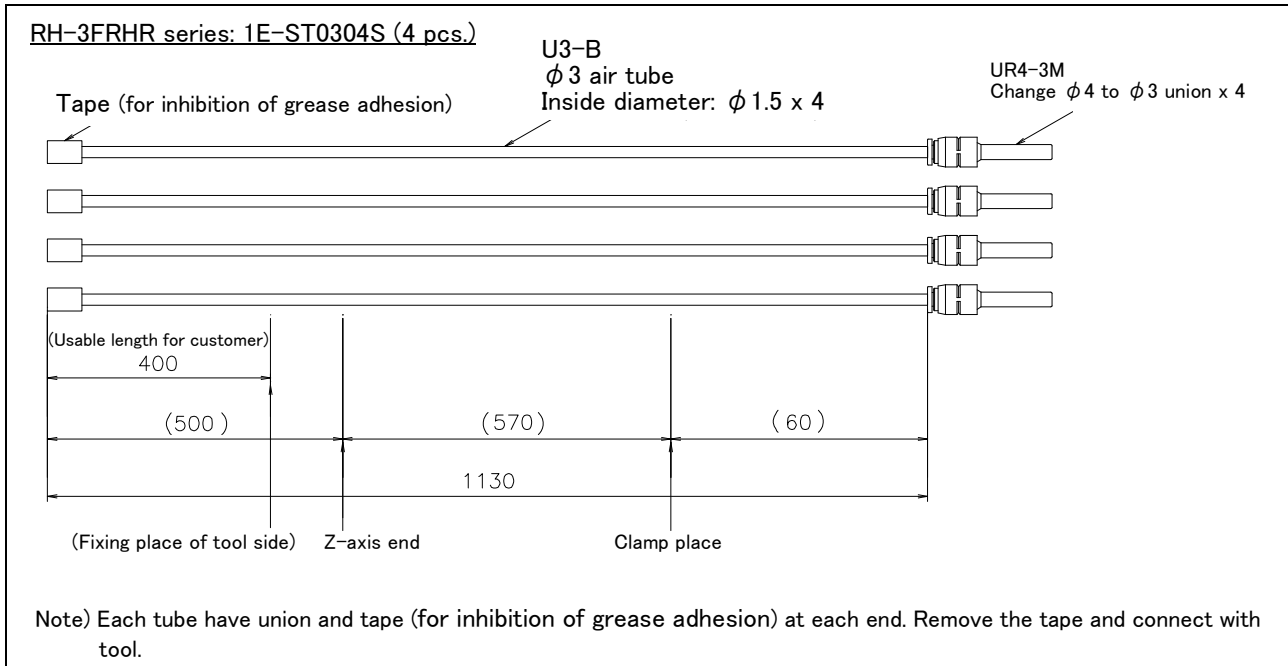 RH-3FRHR series: 1E-ST0304S (4 pcs.)
U3-B
φ3 air tube
Inside diameter: φ1.5 x 4
UR4-3M
Change φ4 to φ3 union x 4
Tape (for inhibition of grease adhesion)
(Usable length for customer)
400
(500)
(570)
(60)
1130
(Fixing place of tool side)
Z-axis end
Clamp place
Note) Each tube have union and tape (for inhibition of grease adhesion) at each end. Remove the tape and connect with
tool.